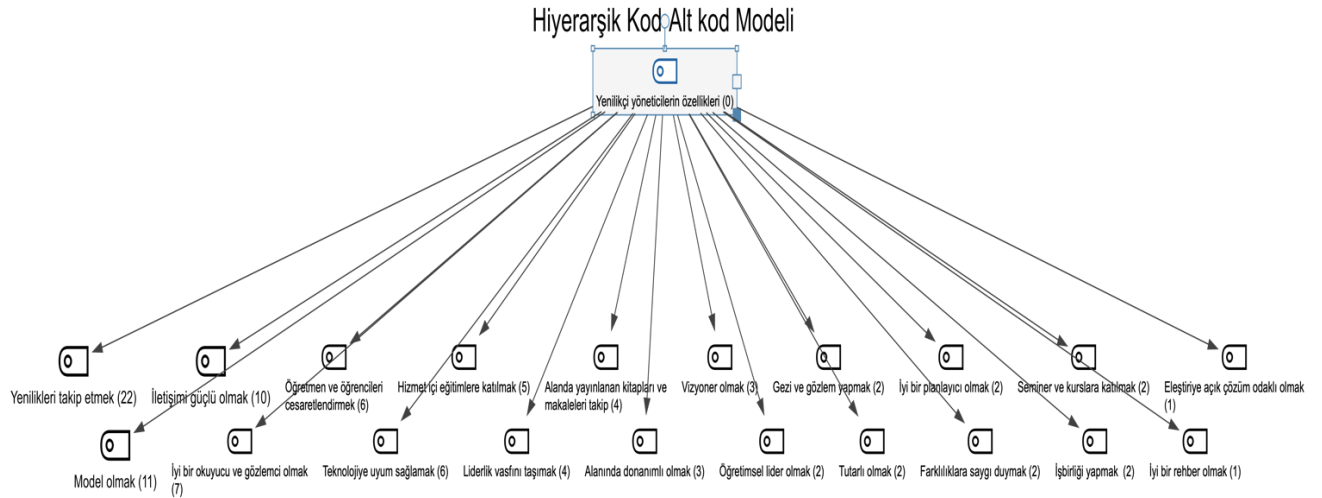 Hiyerarşik Kod Alt kod Modeli
Yenilikçi yöneticilerin özellikleri (0)
Yenilikleri takip etmek (22)
İletişimi güçlü olmak (10)
Öğretmen ve öğrencileri
cesaretlendirmek (6)
Hizmet içi eğitimlere katılmak (5)
Alanda yayınlanan kitapları ve
makaleleri takip (4)
Vizyoner olmak (3)
Gezi ve gözlem yapmak (2)
İyi bir planlayıcı olmak (2)
Seminer ve kurslara katılmak (2)
Eleştiriye açık çözüm odaklı olmak
(1)
Model olmak (11)
İyi bir okuyucu ve gözlemci olmak
(7)
Teknolojiye uyum sağlamak (6)
Liderlik vasfını taşımak (4)
Alanında donanımlı olmak (3)
Öğretimsel lider olmak (2)
Tutarlı olmak (2)
Farklılıklara saygı duymak (2)
İşbirliği yapmak (2)
İyi bir rehber olmak (1)